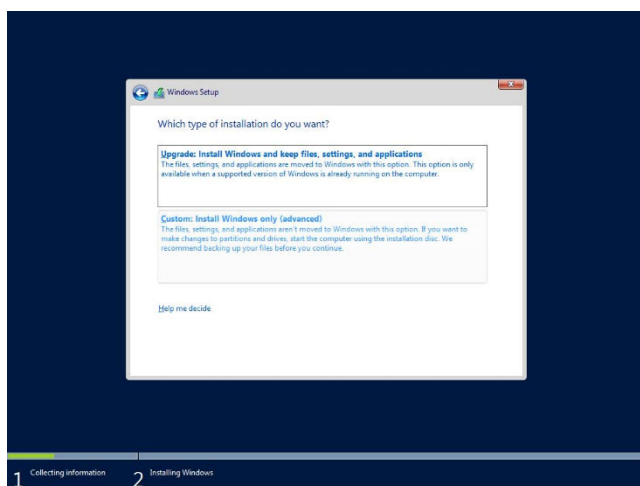 Windows Setup
Which type of installation do you want?
Upgrade: Install Windows and keep files, settings, and applications
The files, settings, and applications are moved to Windows with this option. This option is only
available when a supported version of Windows is already running on the computer.
Custom: Install Windows only (advanced)
The files, settings, and applications aren't moved to Windows with this option. If you want to
make changes to partitions and drives, start the computer using the installation disc. We
recommend backing up your files before you continue.
Help me decide
1 Collecting information 2 Installing Windows